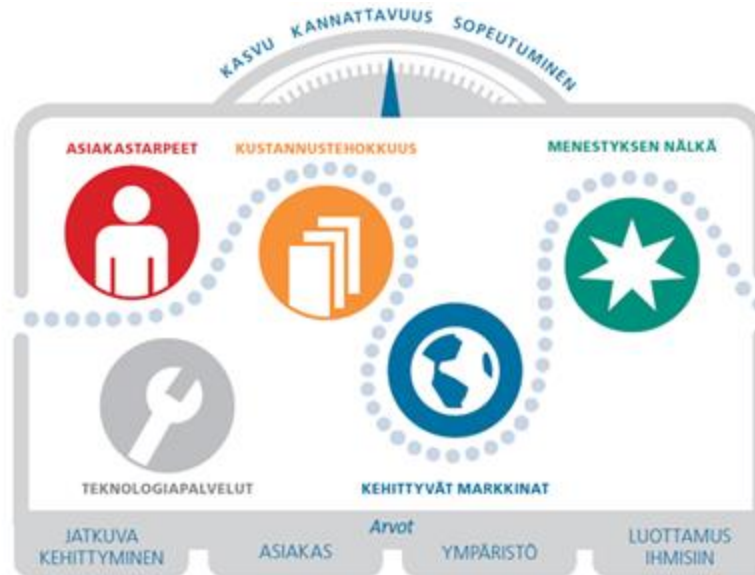 KASVU KANNATTAVUUS SOPEUTUMINEN
ASIAKASTARPEET
KUSTANNUSTEHOKKUUS
MENESTYKSEN NÄLKÄ
TEKNOLOGIAPALVELUT
KEHITTYVÄT MARKKINAT
Arvot
JATKUVA
KEHITTYMINEN
ASIAKAS
YMPÄRISTÖ
LUOTTAMUS
IHMISIIN